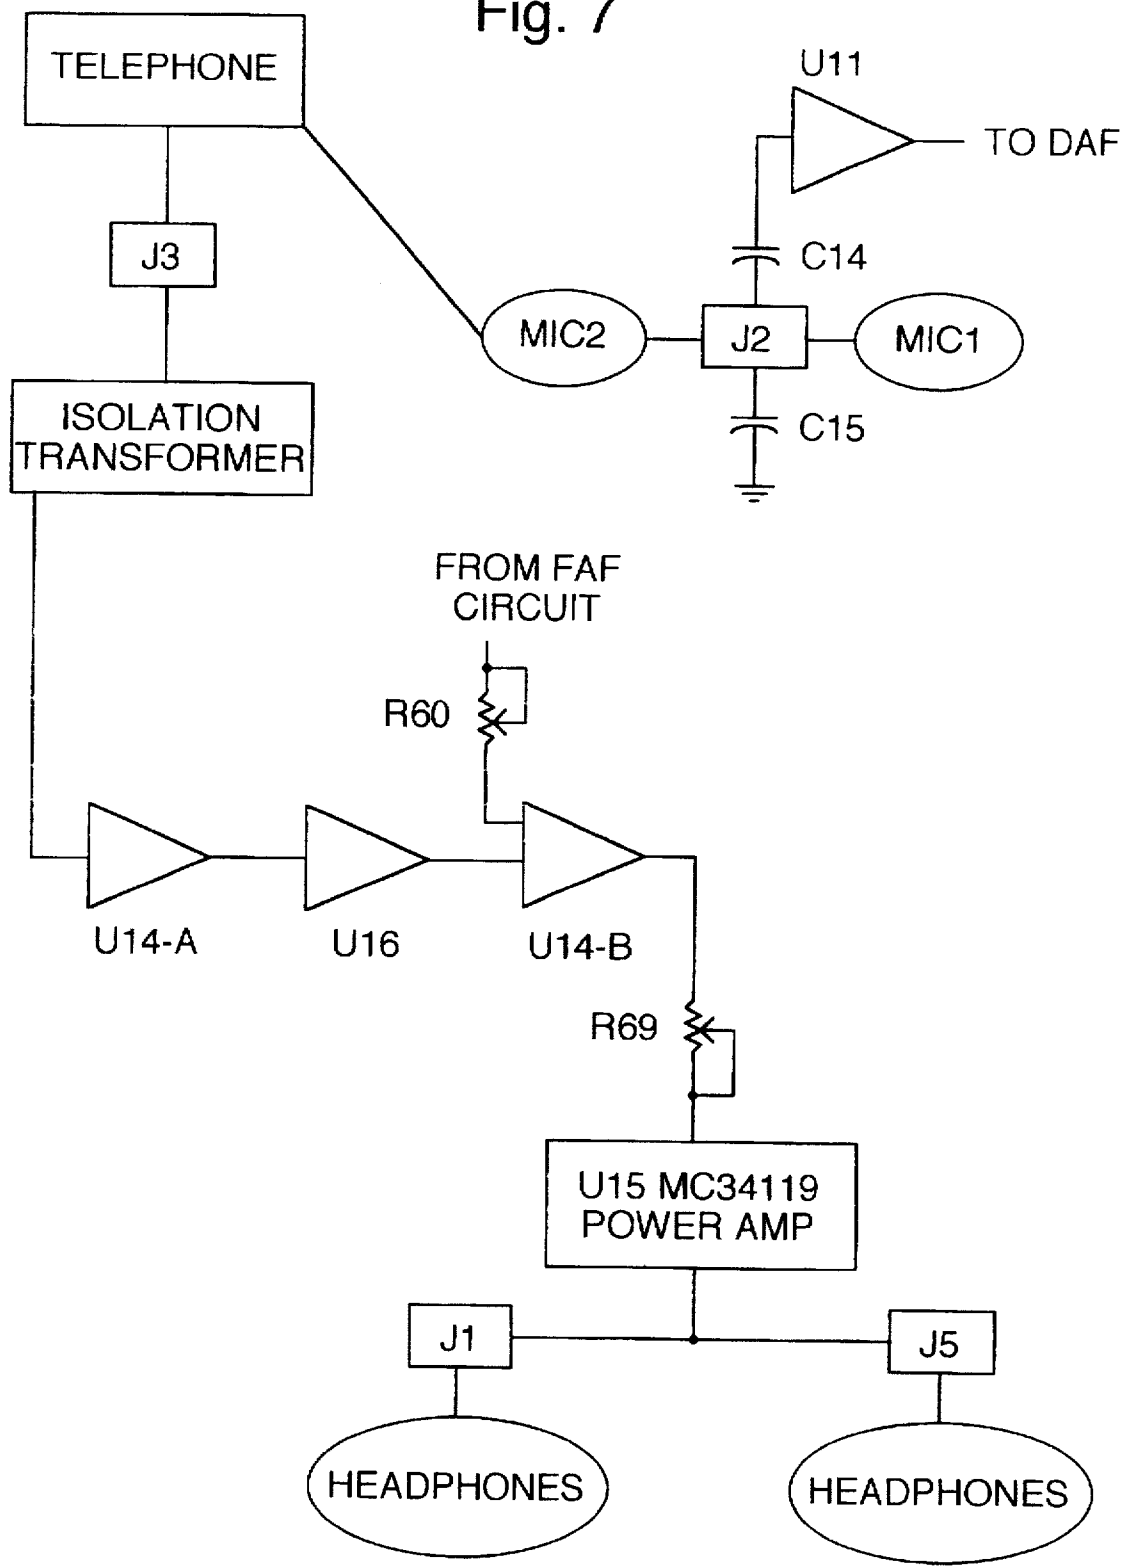 Fig. 7
TELEPHONE
U11
TO DAF
J3
C14
MIC2
J2
MIC1
ISOLATION
TRANSFORMER
C15
FROM FAF
CIRCUIT
R60
U14-A
U16
U14-B
R69
U15 MC34119
POWER AMP
J1
J5
HEADPHONES
HEADPHONES